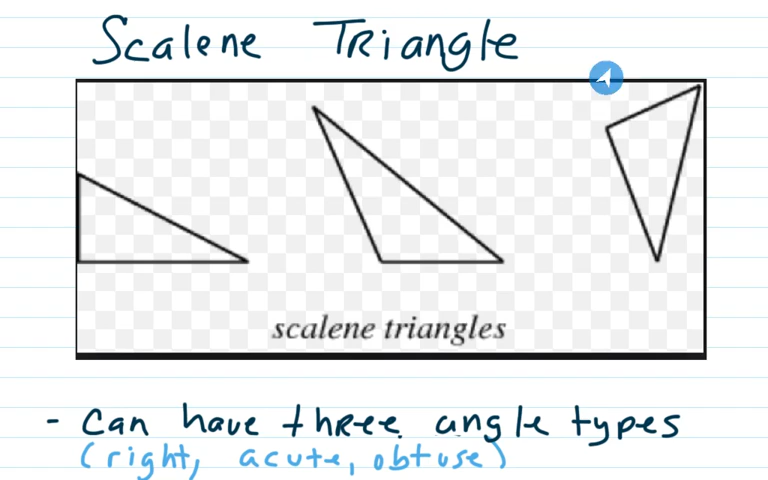 Scalene Triangle
scalene triangles
- Can have three angle types
(right, acute, obtuse)